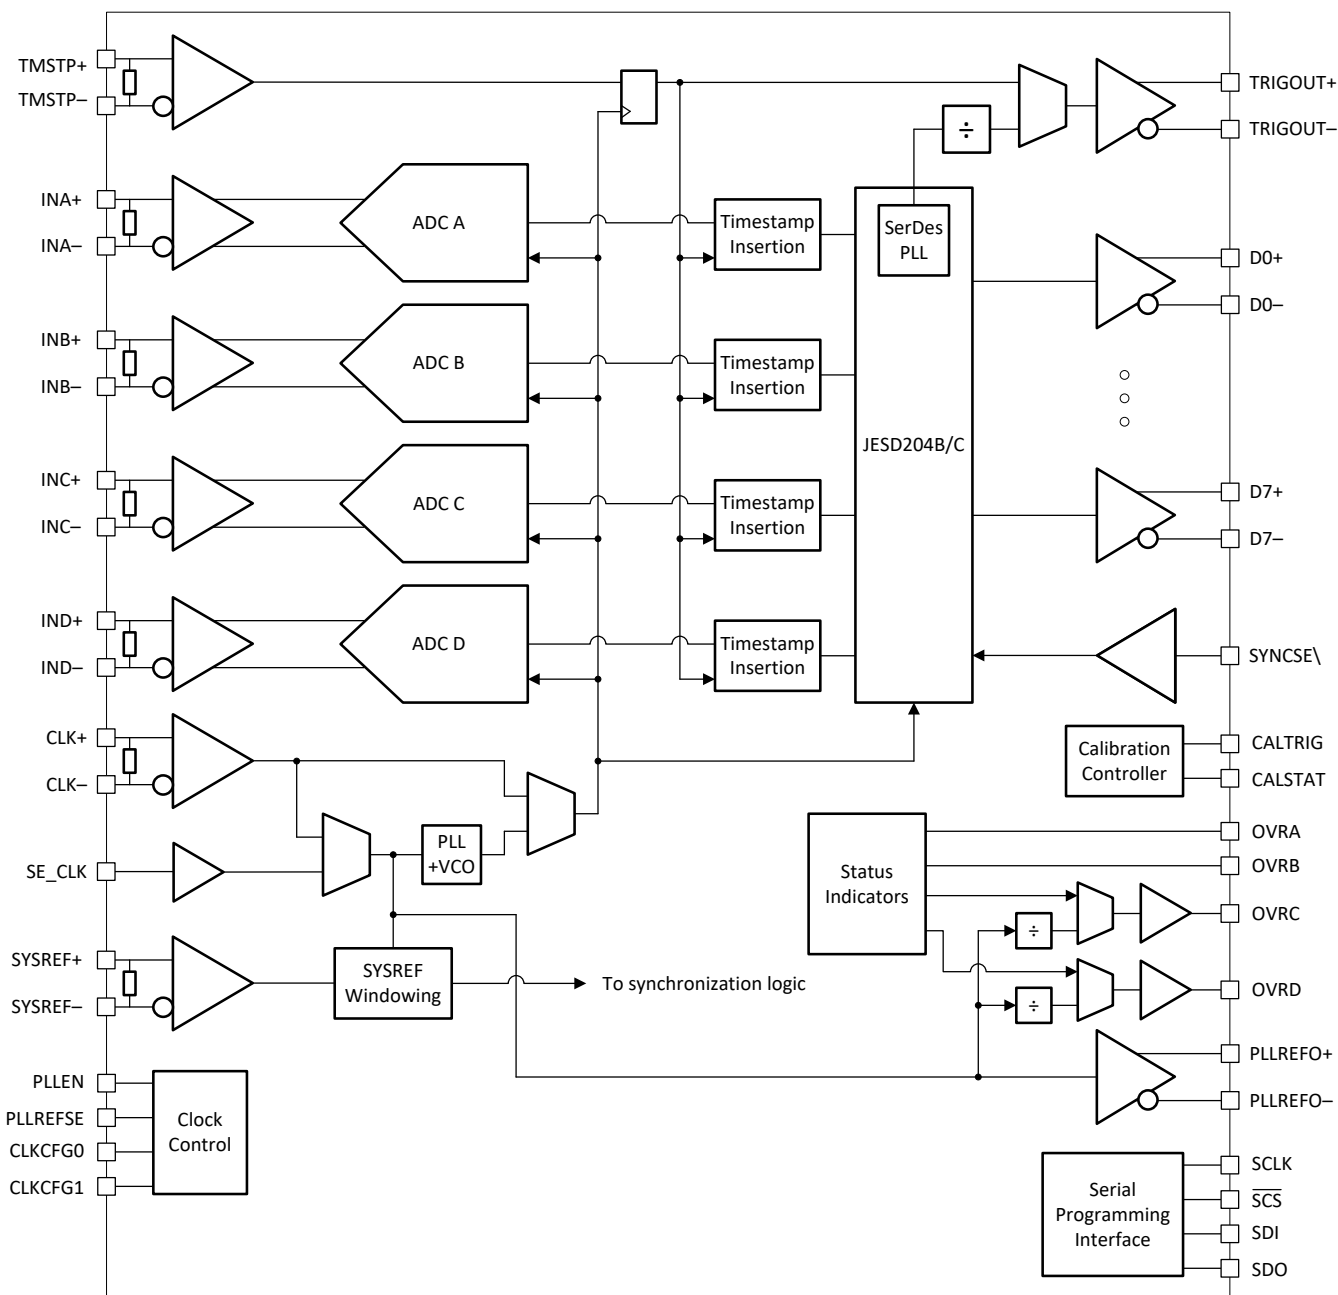 TMSTP+
TMSTP–
INA+
INA–
INB+
INB–
INC+
INC–
IND+
IND–
CLK+
CLK–
SE_CLK
SYSREF+
SYSREF–
PLLEN
PLLREFSE
CLKCFG0
CLKCFG1
ADC A
ADC B
ADC C
ADC D
PLL
+VCO
SYSREF
Windowing
To synchronization logic
Clock
Control
Timestamp
Insertion
Timestamp
Insertion
Timestamp
Insertion
Timestamp
Insertion
÷
SerDes
PLL
JESD204B/C
Calibration
Controller
Status
Indicators
÷
÷
Serial
Programming
Interface
TRIGOUT+
TRIGOUT–
D0+
D0–
D7+
D7–
SYNCSE\
CALTRIG
CALSTAT
OVRA
OVRB
OVRC
OVRD
PLLREFO+
PLLREFO–
SCLK
S̅C̅S̅
SDI
SDO